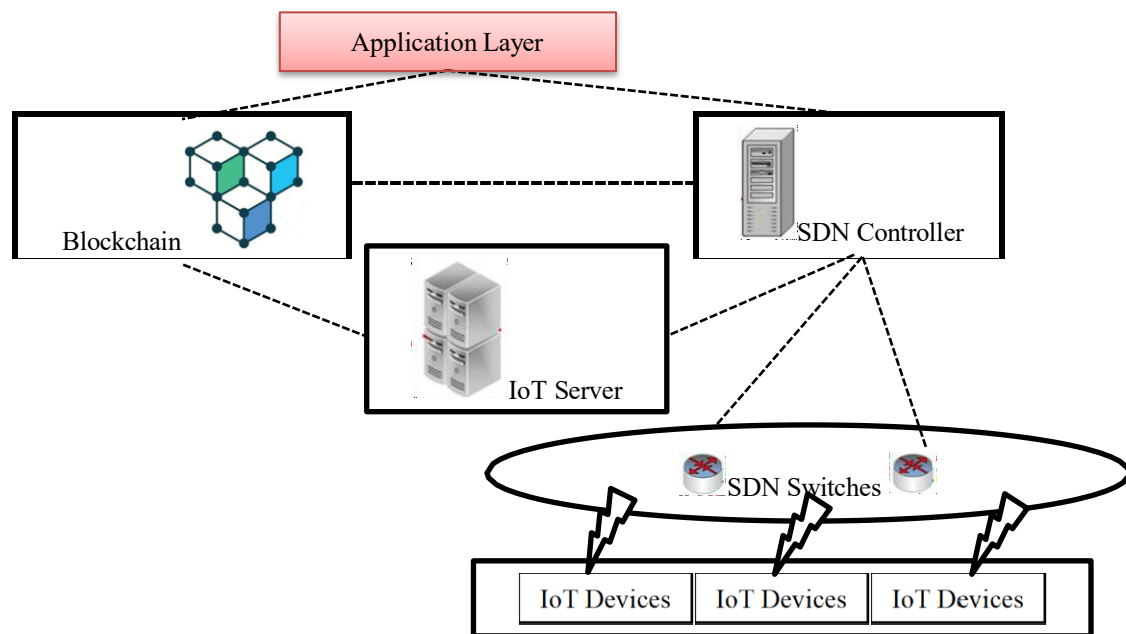 Application Layer
Blockchain
SDN Controller
IoT Server
SDN Switches
IoT Devices
IoT Devices
IoT Devices